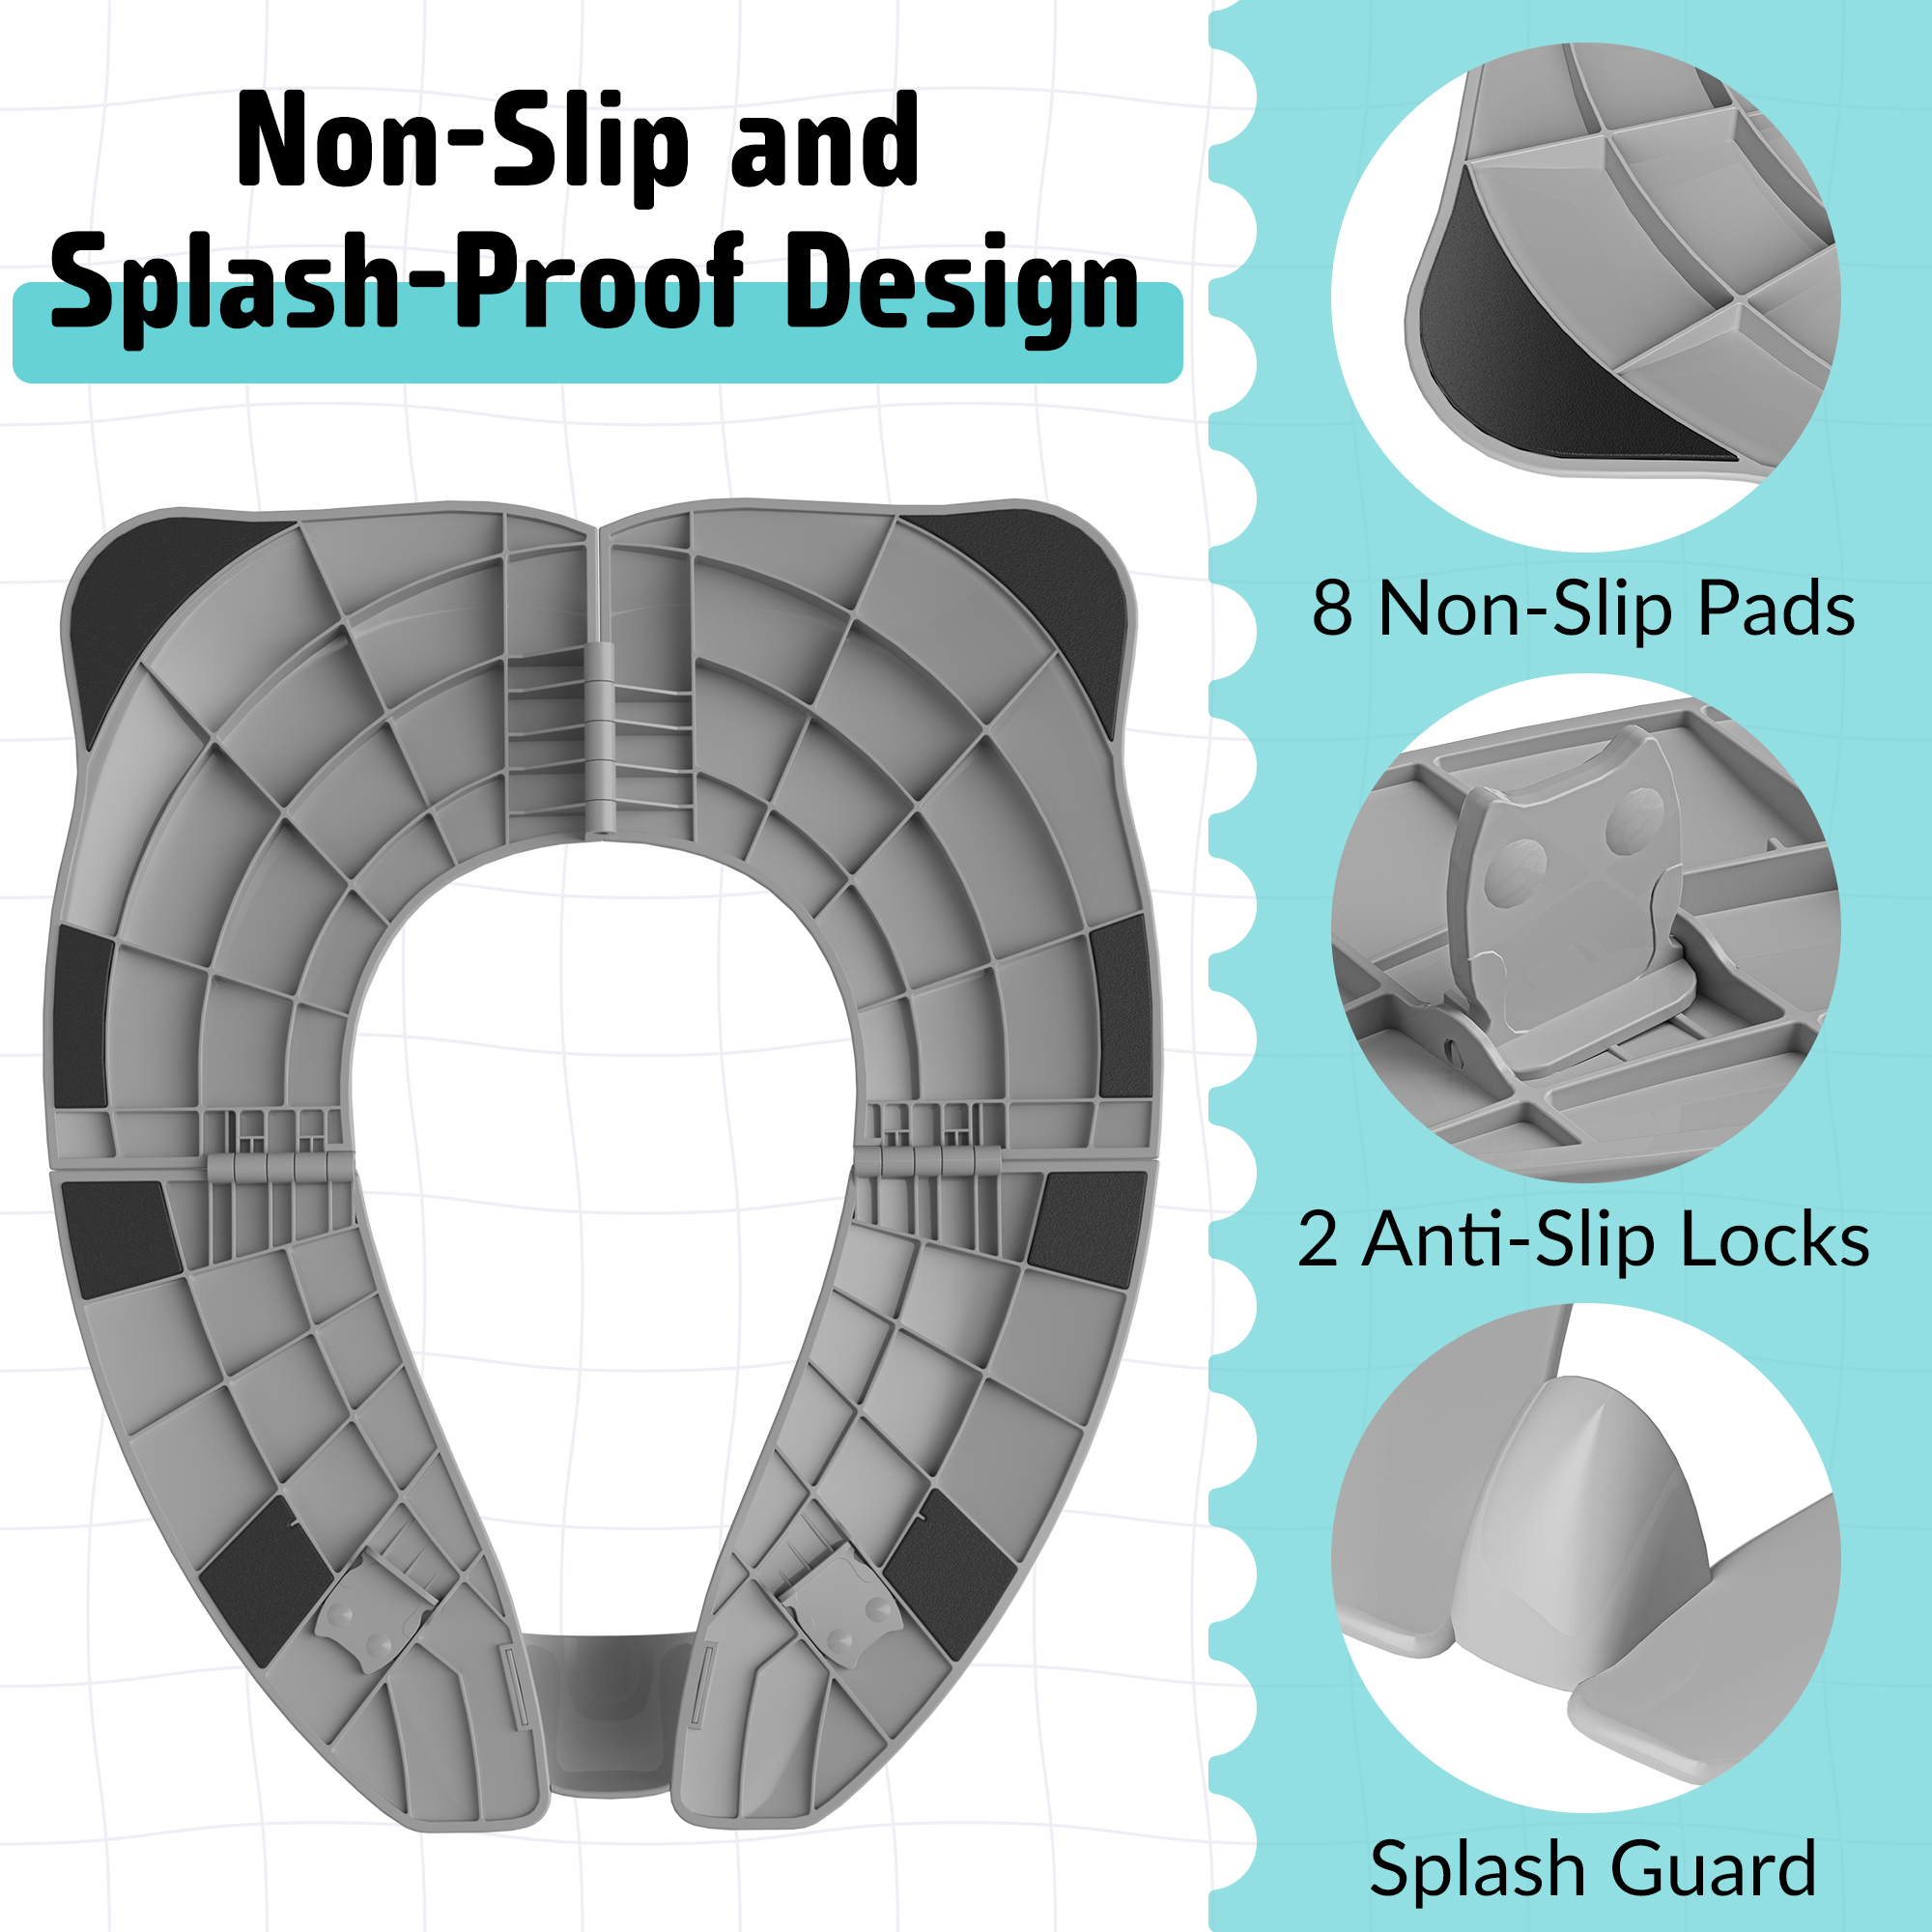 Non-Slip and
Splash-Proof Design
8 Non-Slip Pads
2 Anti-Slip Locks
Splash Guard